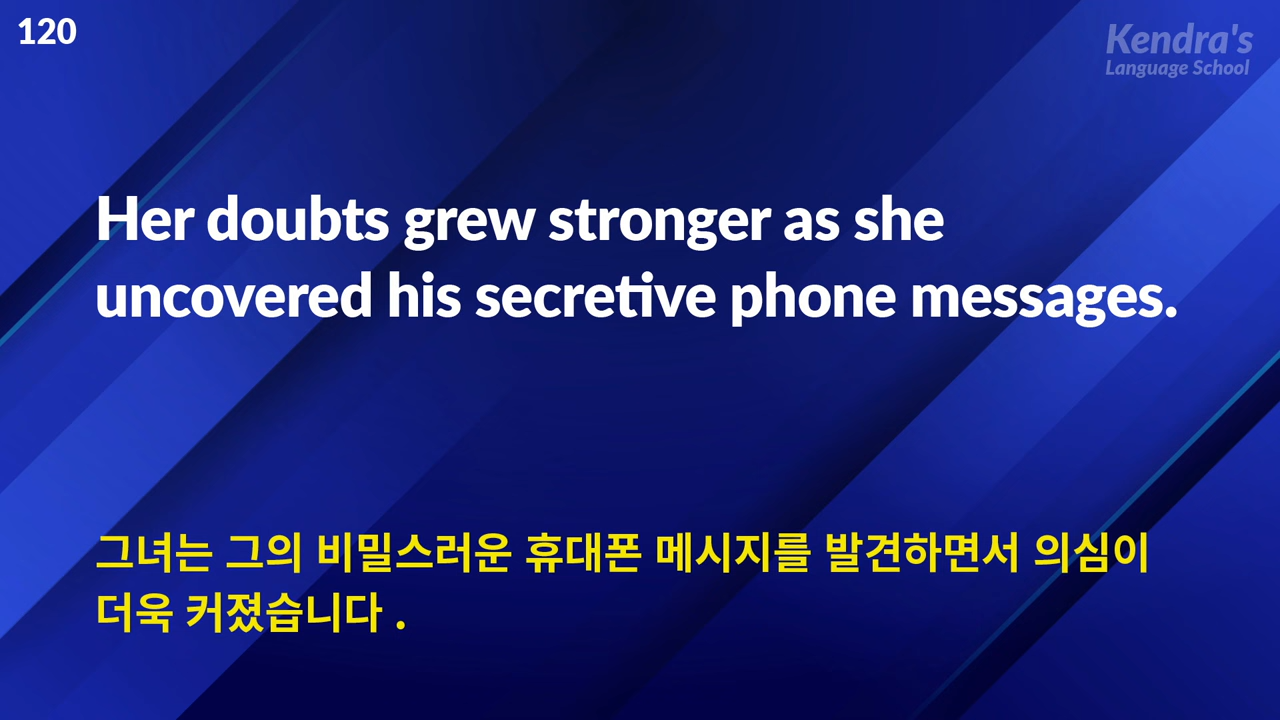 120
Kendra's
Language School
Her doubts grew stronger as she
uncovered his secretive phone messages.
그녀는 그의 비밀스러운 휴대폰 메시지를 발견하면서 의심이
더욱 커졌습니다 .